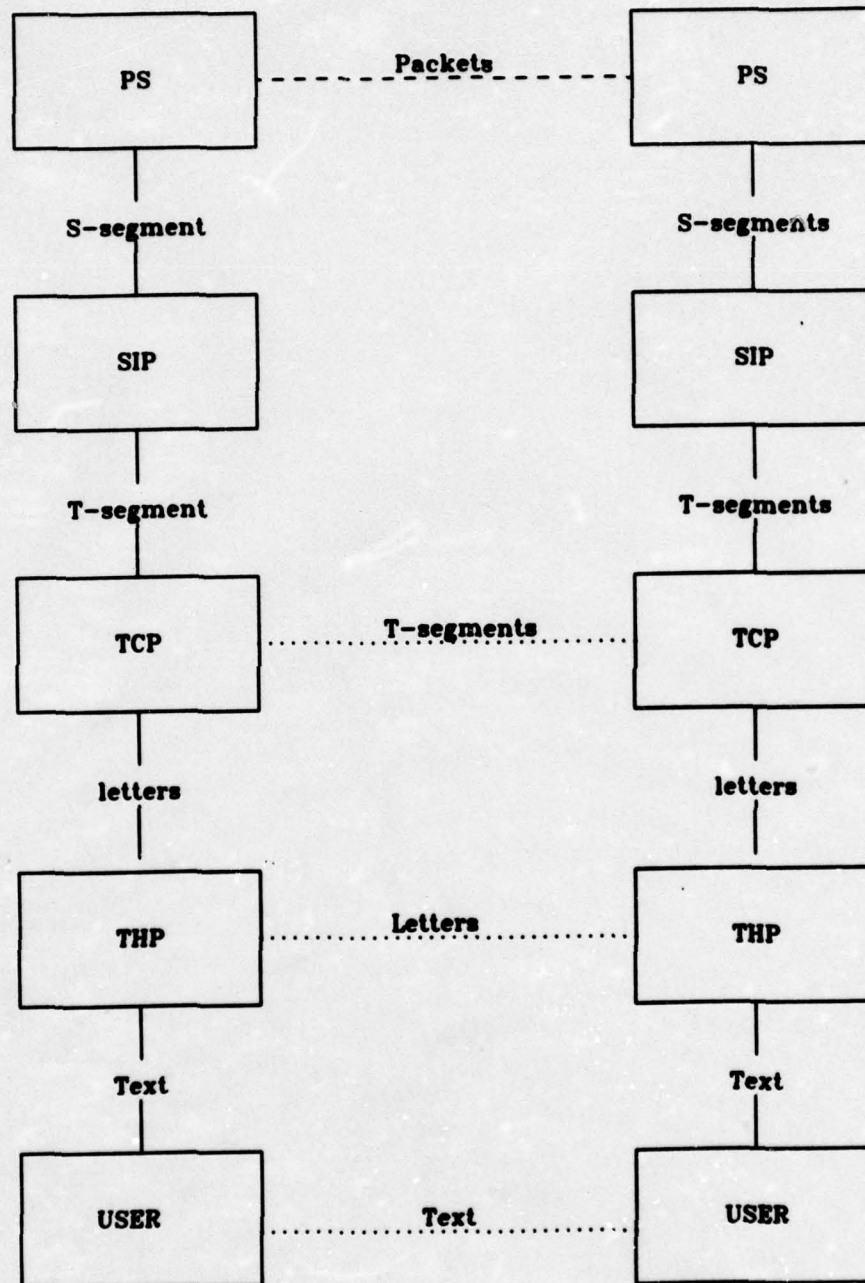 PS Packets PS
S-segment S-segments
SIP SIP
T-segment T-segments
TCP T-segments TCP
letters letters
THP Letters THP
Text Text
USER Text USER